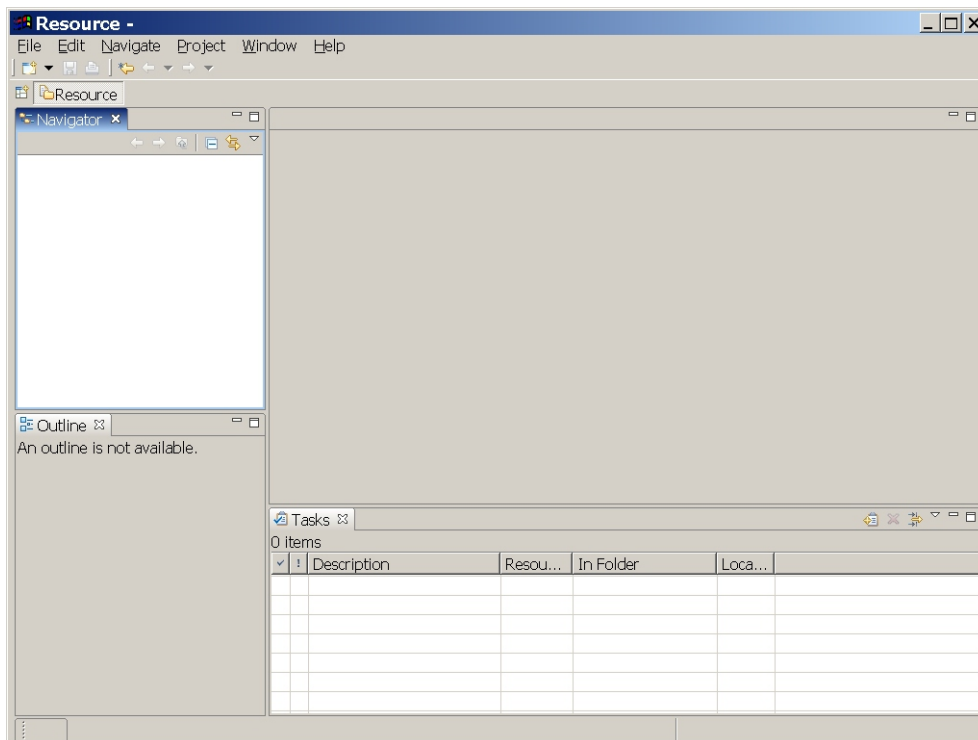 Resource -
File Edit Navigate Project Window Help
Resource
Navigator
Outline
An outline is not available.
Tasks
0 items
! Description Resou... In Folder Loca...